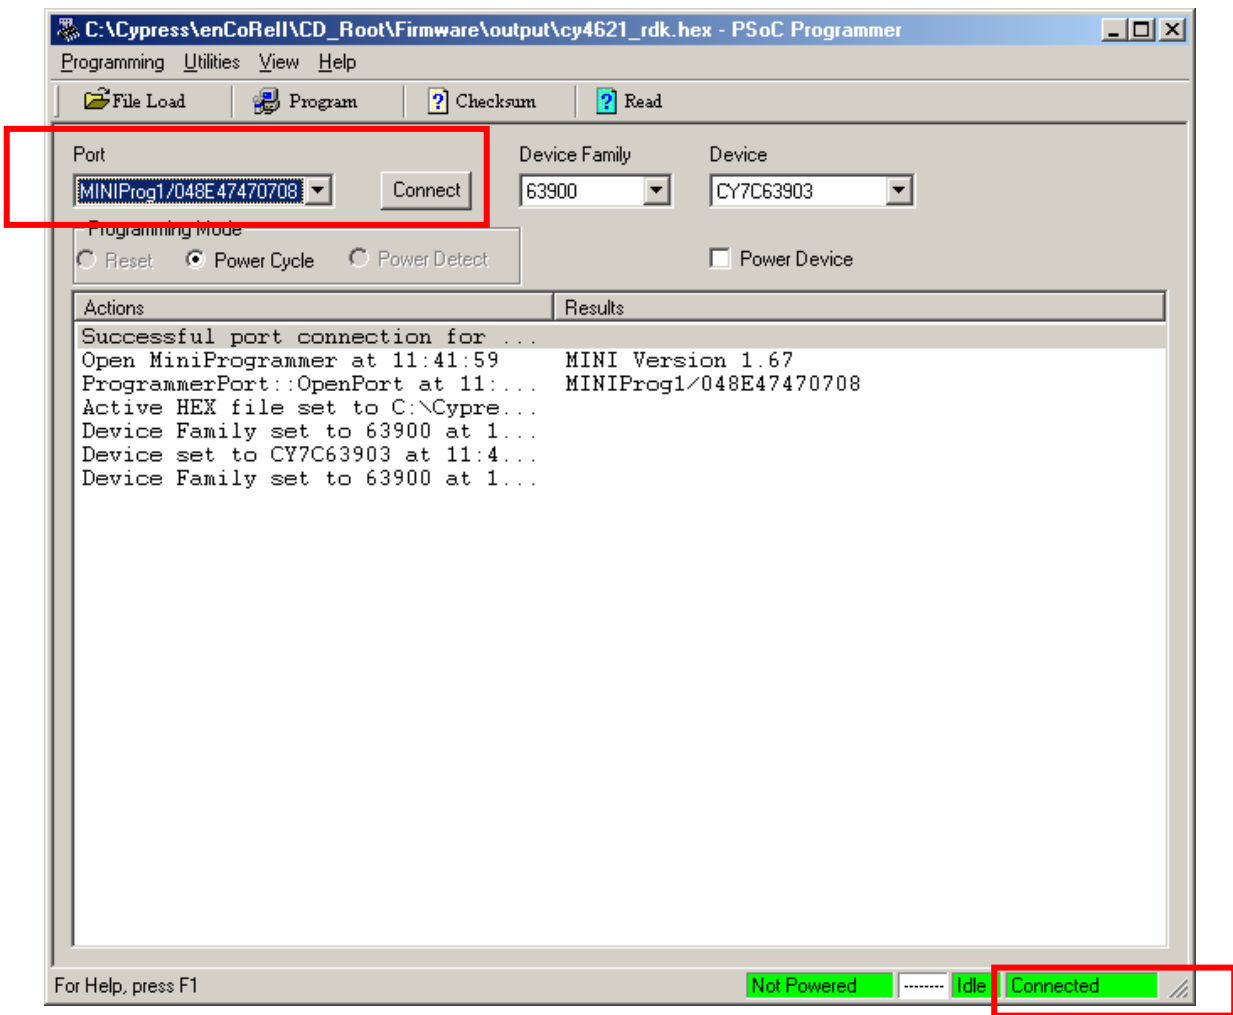 C:\Cypress\enCoReII\CD_Root\Firmware\output\cy4621_rdk.hex - PSoC Programmer
Programming Utilities View Help
File Load Program Checksum Read
Port Device Family Device
MINIProg1/048E47470708 Connect 63900 CY7C63903
Programming Mode
Reset Power Cycle Power Detect Power Device
Actions Results
Successful port connection for ...
Open MiniProgrammer at 11:41:59 MINI Version 1.67
ProgrammerPort::OpenPort at 11:... MINIProg1/048E47470708
Active HEX file set to C:\Cypre...
Device Family set to 63900 at 1...
Device set to CY7C63903 at 11:4...
Device Family set to 63900 at 1...
For Help, press F1 Not Powered -------- Idle Connected